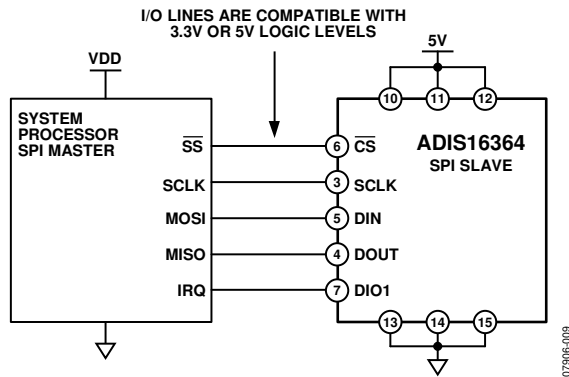 I/O LINES ARE COMPATIBLE WITH
3.3V OR 5V LOGIC LEVELS
5V
VDD
10
11
12
SYSTEM
PROCESSOR
SPI MASTER
ADIS16364
SPI SLAVE
SS
6
CS
SCLK
3
SCLK
MOSI
5
DIN
MISO
4
DOUT
IRQ
7
DIO1
13
14
15
07906-009